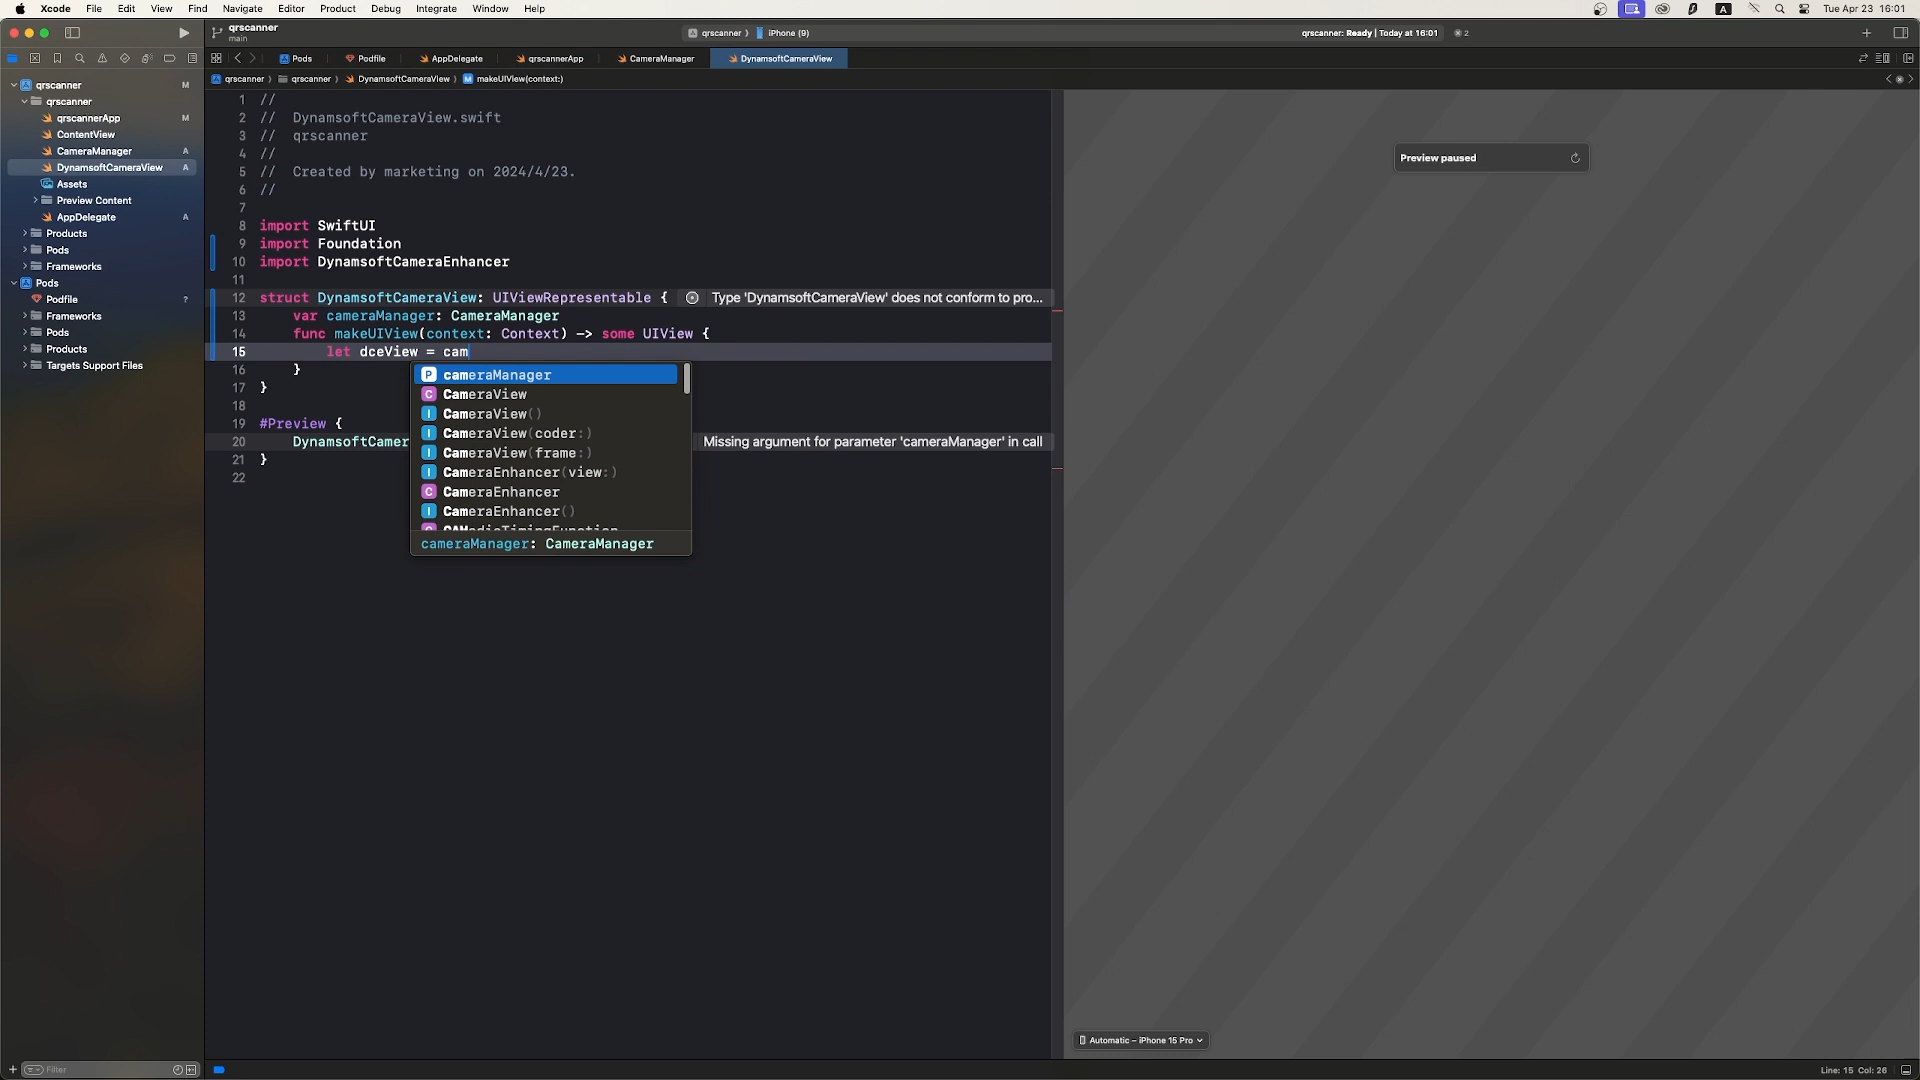 Xcode File Edit View Find Navigate Editor Product Debug Integrate Window Help
A Tue Apr 23 16:01
qrscanner
main
qrscanner iPhone (9)
qrscanner: Ready | Today at 16:01 2
Pods Podfile AppDelegate qrscannerApp CameraManager DynamsoftCameraView
qrscanner qrscanner DynamsoftCameraView M makeUIView(context:)
qrscanner M
qrscanner
qrscannerApp M
ContentView
CameraManager A
DynamsoftCameraView A
Assets
Preview Content
AppDelegate A
Products
Pods
Frameworks
Pods
Podfile ?
Frameworks
Pods
Products
Targets Support Files
Filter
1 //
2 // DynamsoftCameraView.swift
3 // qrscanner
4 //
5 // Created by marketing on 2024/4/23.
6 //
7
8 import SwiftUI
9 import Foundation
10 import DynamsoftCameraEnhancer
11
12 struct DynamsoftCameraView: UIViewRepresentable { Type 'DynamsoftCameraView' does not conform to pro...
13 var cameraManager: CameraManager
14 func makeUIView(context: Context) -> some UIView {
15 let dceView = cam
16 }
17 }
18
19 #Preview {
20 DynamsoftCamer Missing argument for parameter 'cameraManager' in call
21 }
22
P cameraManager
C CameraView
I CameraView()
I CameraView(coder:)
I CameraView(frame:)
I CameraEnhancer(view:)
C CameraEnhancer
I CameraEnhancer()
C CAMediaTimingFunction
cameraManager: CameraManager
Preview paused
Automatic – iPhone 15 Pro
Line: 15 Col: 26